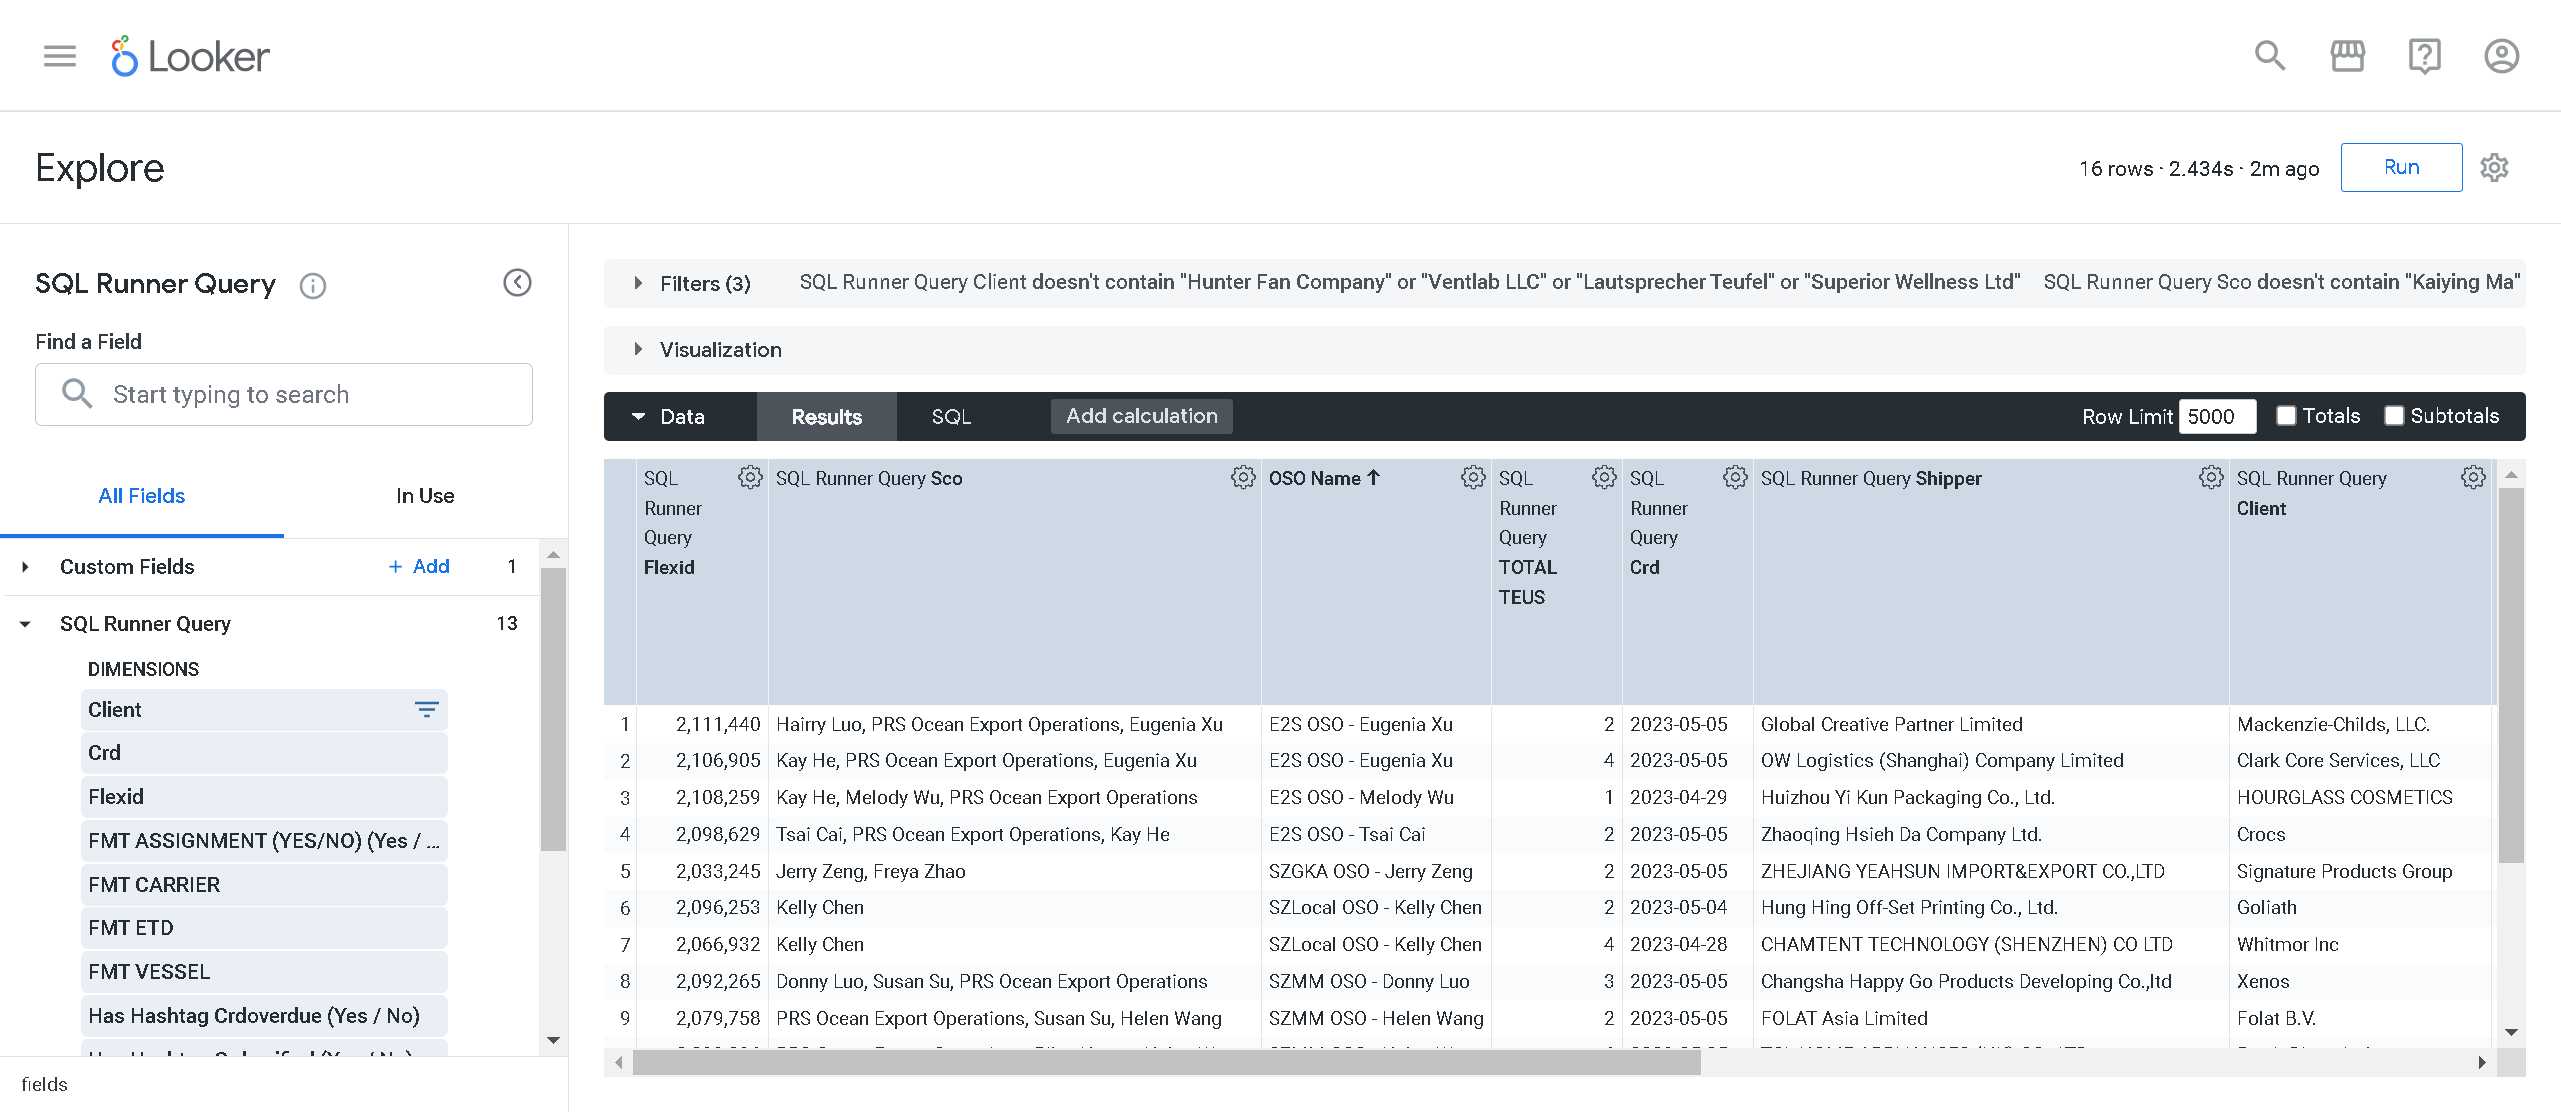 Looker
Explore
16 rows · 2.434s · 2m ago
Run
SQL Runner Query
Find a Field
Start typing to search
All Fields
In Use
Custom Fields
+ Add
1
SQL Runner Query
13
DIMENSIONS
Client
Crd
Flexid
FMT ASSIGNMENT (YES/NO) (Yes / ...
FMT CARRIER
FMT ETD
FMT VESSEL
Has Hashtag Crdoverdue (Yes / No)
fields
Filters (3)
SQL Runner Query Client doesn't contain "Hunter Fan Company" or "Ventlab LLC" or "Lautsprecher Teufel" or "Superior Wellness Ltd" SQL Runner Query Sco doesn't contain "Kaiying Ma"
Visualization
Data
Results
SQL
Add calculation
Row Limit 5000
Totals
Subtotals
SQL Runner Query Flexid
SQL Runner Query Sco
OSO Name ↑
SQL Runner Query TOTAL TEUS
SQL Runner Query Crd
SQL Runner Query Shipper
SQL Runner Query Client
1 2,111,440 Hairry Luo, PRS Ocean Export Operations, Eugenia Xu E2S OSO - Eugenia Xu 2 2023-05-05 Global Creative Partner Limited Mackenzie-Childs, LLC.
2 2,106,905 Kay He, PRS Ocean Export Operations, Eugenia Xu E2S OSO - Eugenia Xu 4 2023-05-05 OW Logistics (Shanghai) Company Limited Clark Core Services, LLC
3 2,108,259 Kay He, Melody Wu, PRS Ocean Export Operations E2S OSO - Melody Wu 1 2023-04-29 Huizhou Yi Kun Packaging Co., Ltd. HOURGLASS COSMETICS
4 2,098,629 Tsai Cai, PRS Ocean Export Operations, Kay He E2S OSO - Tsai Cai 2 2023-05-05 Zhaoqing Hsieh Da Company Ltd. Crocs
5 2,033,245 Jerry Zeng, Freya Zhao SZGKA OSO - Jerry Zeng 2 2023-05-05 ZHEJIANG YEAHSUN IMPORT&EXPORT CO.,LTD Signature Products Group
6 2,096,253 Kelly Chen SZLocal OSO - Kelly Chen 2 2023-05-04 Hung Hing Off-Set Printing Co., Ltd. Goliath
7 2,066,932 Kelly Chen SZLocal OSO - Kelly Chen 4 2023-04-28 CHAMTENT TECHNOLOGY (SHENZHEN) CO LTD Whitmor Inc
8 2,092,265 Donny Luo, Susan Su, PRS Ocean Export Operations SZMM OSO - Donny Luo 3 2023-05-05 Changsha Happy Go Products Developing Co.,ltd Xenos
9 2,079,758 PRS Ocean Export Operations, Susan Su, Helen Wang SZMM OSO - Helen Wang 2 2023-05-05 FOLAT Asia Limited Folat B.V.